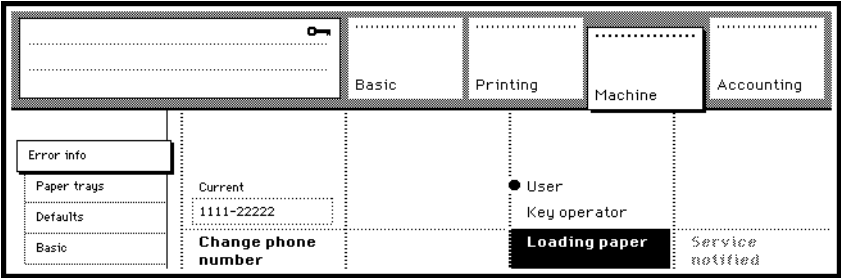 Basic
Printing
Machine
Accounting
Error info
Paper trays
Defaults
Basic
Current
1111-22222
Change phone
number
User
Key operator
Loading paper
Service
notified